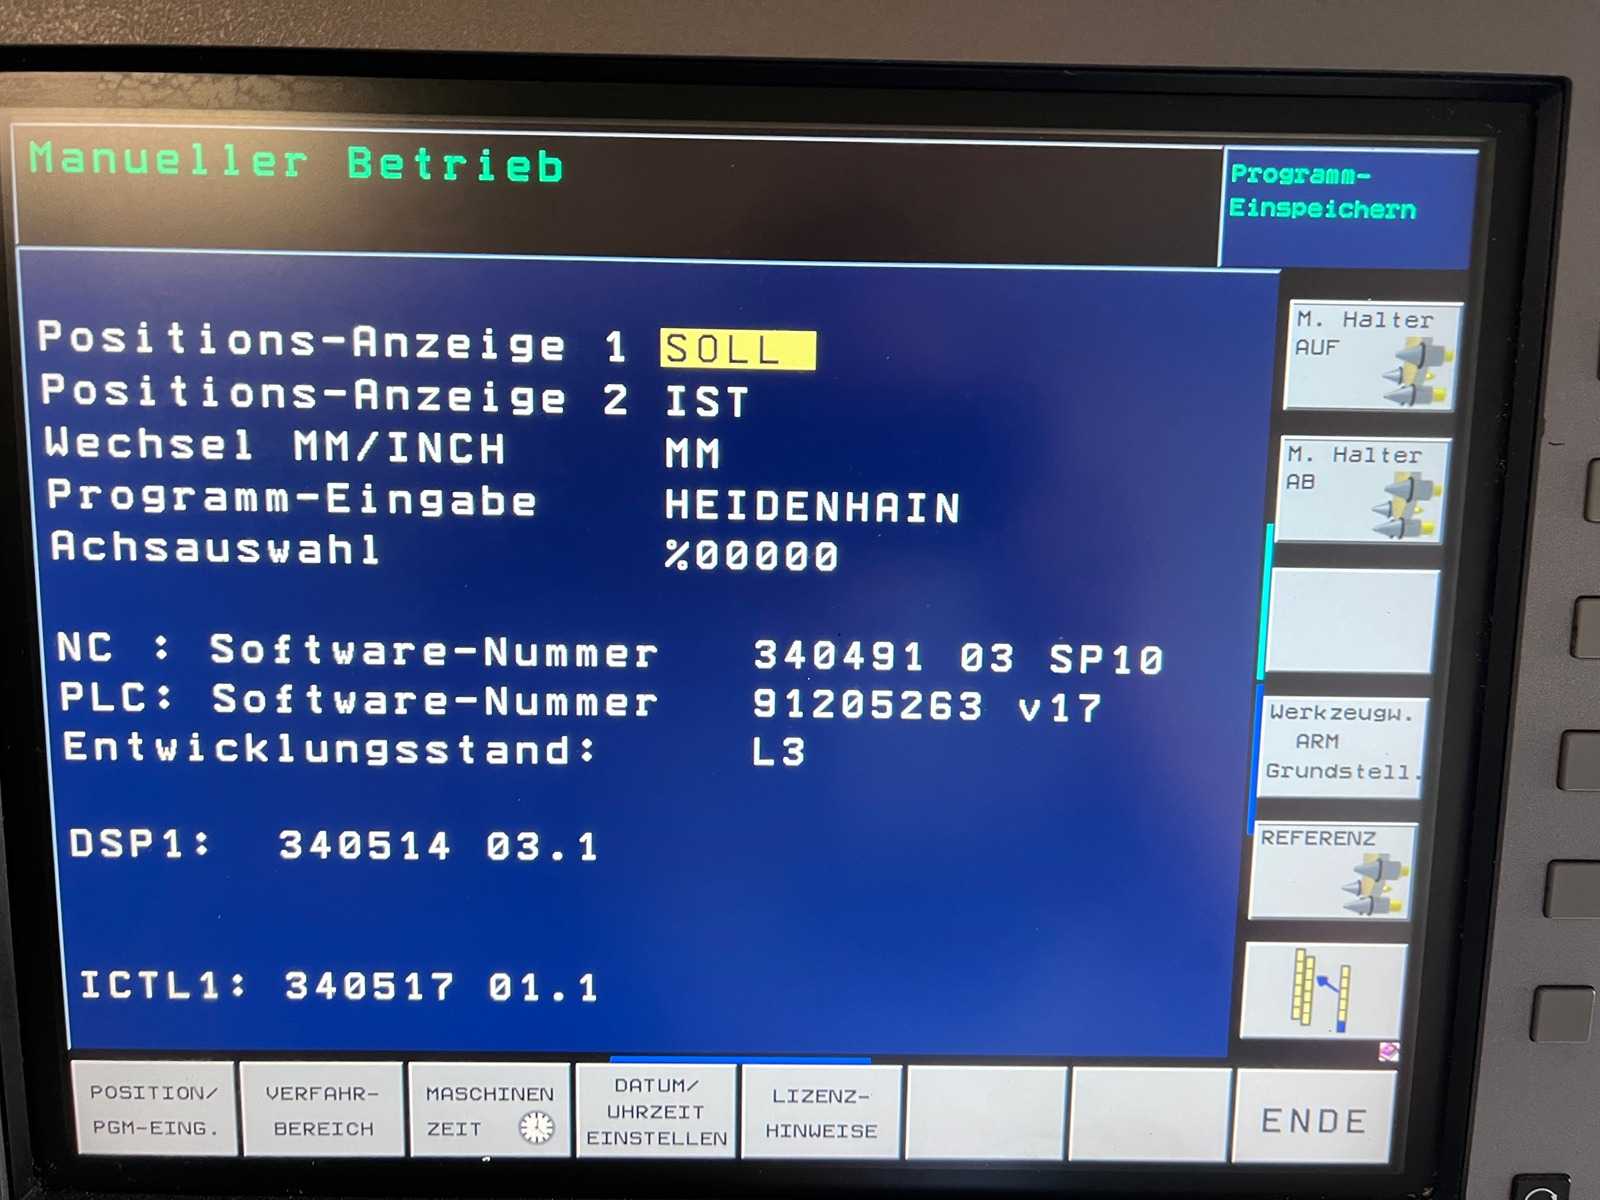 Manueller Betrieb
Programm-
Einspeichern
Positions-Anzeige 1 SOLL
Positions-Anzeige 2 IST
Wechsel MM/INCH MM
Programm-Eingabe HEIDENHAIN
Achsauswahl %00000
NC : Software-Nummer 340491 03 SP10
PLC: Software-Nummer 91205263 v17
Entwicklungsstand: L3
DSP1: 340514 03.1
ICTL1: 340517 01.1
M. Halter
AUF
M. Halter
AB
Werkzeugw.
ARM
Grundstell.
REFERENZ
POSITION/
PGM-EING.
VERFAHR-
BEREICH
MASCHINEN
ZEIT
DATUM/
UHRZEIT
EINSTELLEN
LIZENZ-
HINWEISE
ENDE